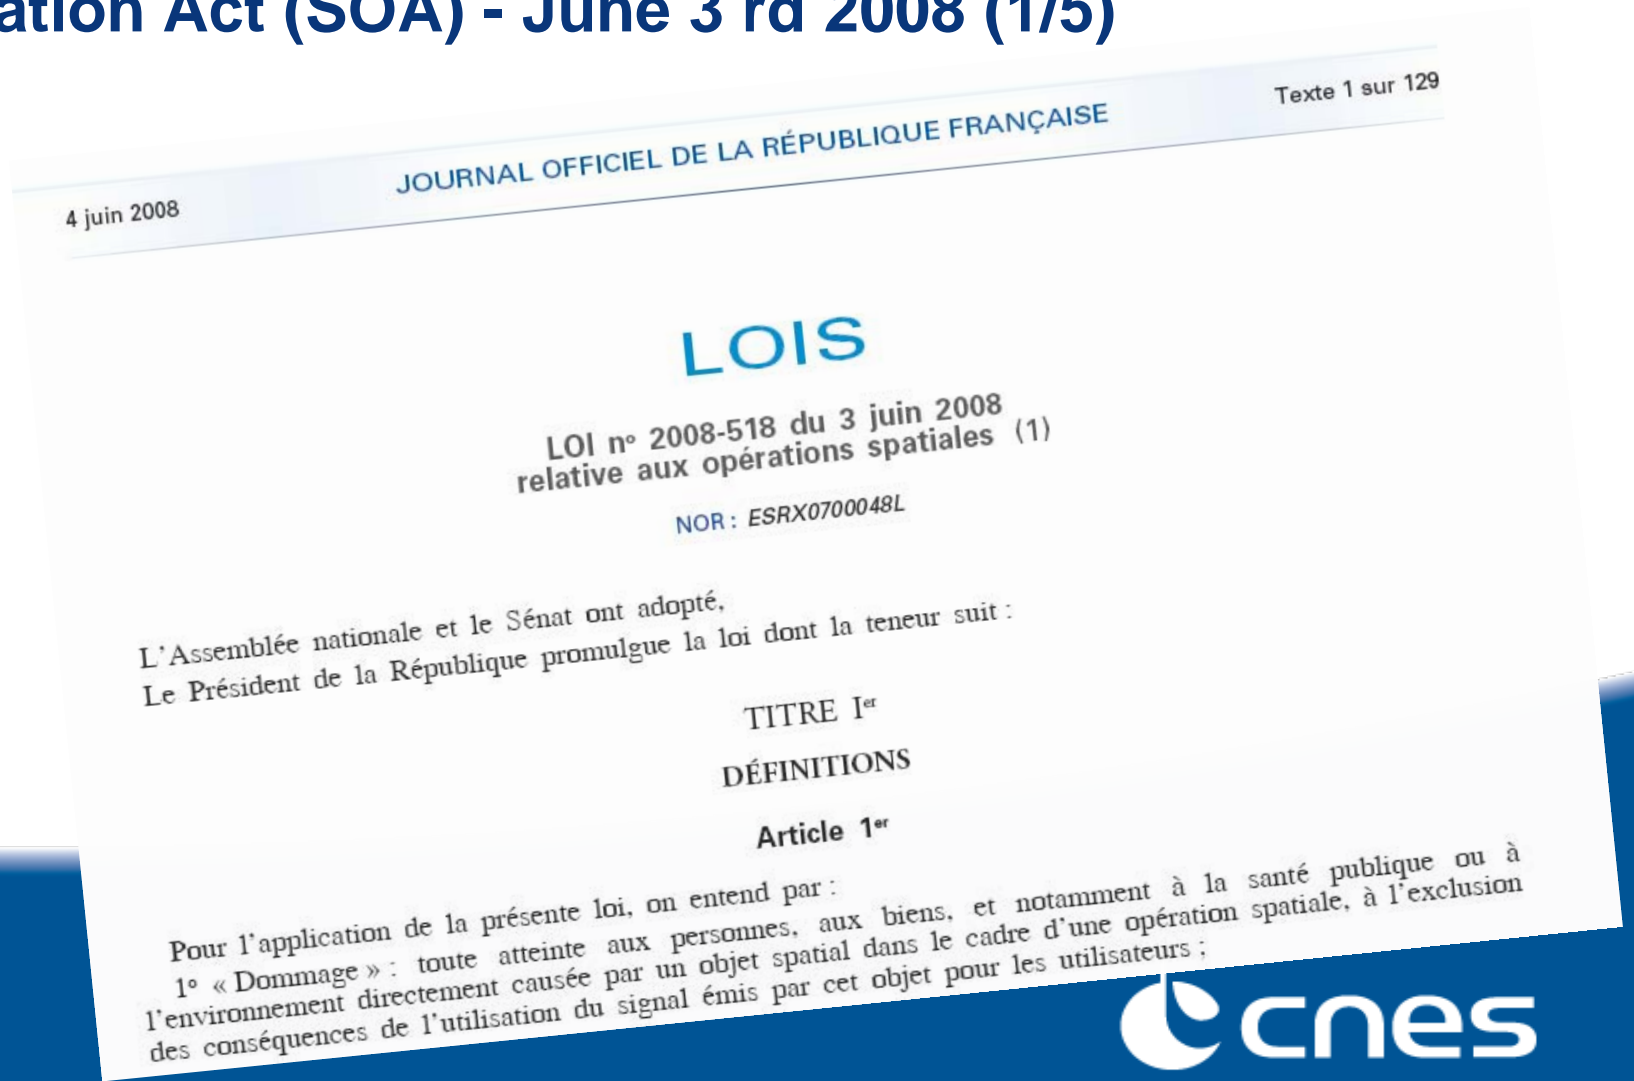 ation Act (SOA) - June 3 rd 2008 (1/5)
Texte 1 sur 129
JOURNAL OFFICIEL DE LA RÉPUBLIQUE FRANÇAISE
4 juin 2008
LOIS
LOI nº 2008-518 du 3 juin 2008
relative aux opérations spatiales (1)
NOR : ESRX0700048L
L'Assemblée nationale et le Sénat ont adopté,
Le Président de la République promulgue la loi dont la teneur suit :
TITRE Ier
DÉFINITIONS
Article 1er
Pour l'application de la présente loi, on entend par :
1º « Dommage » : toute atteinte aux personnes, aux biens, et notamment à la santé publique ou à
l'environnement directement causée par un objet spatial dans le cadre d'une opération spatiale, à l'exclusion
des conséquences de l'utilisation du signal émis par cet objet pour les utilisateurs ;
cnes